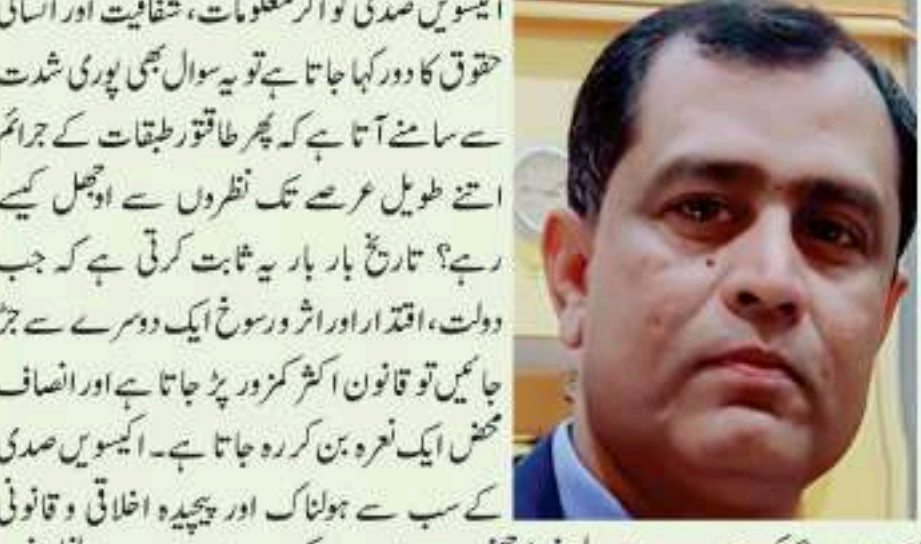 اکیسویں صدی کو اگر معلومات، شفافیت اور انسانی
حقوق کا دور کہا جاتا ہے تو یہ سوال بھی پوری شدت
سے سامنے آتا ہے کہ پھر طاقتور طبقات کے جرائم
اتنے طویل عرصے تک نظروں سے اوجھل کیسے
رہے؟ تاریخ بار بار یہ ثابت کرتی ہے کہ جب
دولت، اقتدار اور اثر ورسوخ ایک دوسرے سے جڑ
جائیں تو قانون اکثر کمزور پڑ جاتا ہے اور انصاف
محض ایک نعرہ بن کر رہ جاتا ہے۔ اکیسویں صدی
کے سب سے ہولناک اور پیچیدہ اخلاقی و قانونی